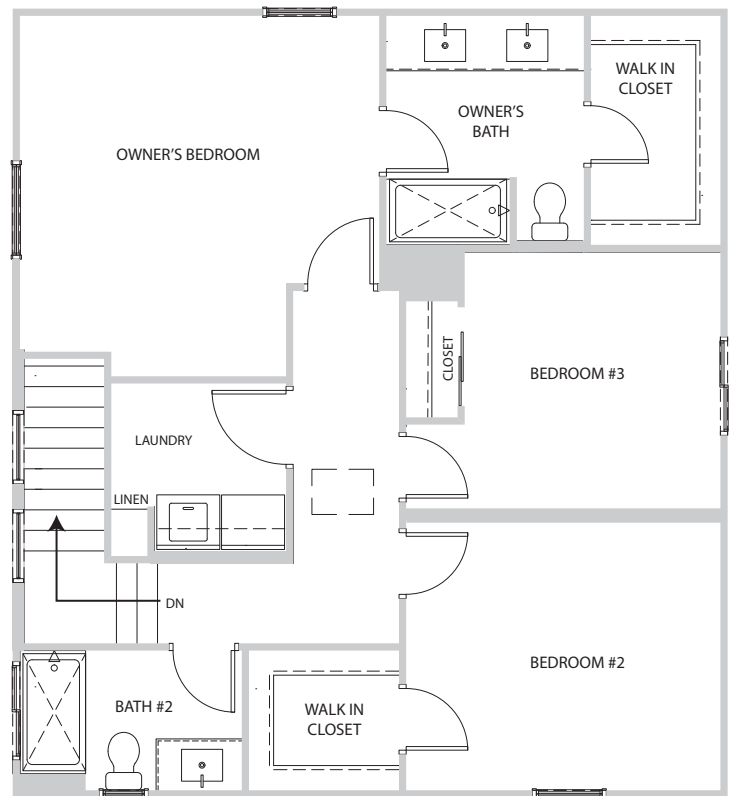 WALK IN
CLOSET
OWNER'S
BATH
OWNER'S BEDROOM
CLOSET
BEDROOM #3
LAUNDRY
LINEN
DN
BEDROOM #2
BATH #2
WALK IN
CLOSET